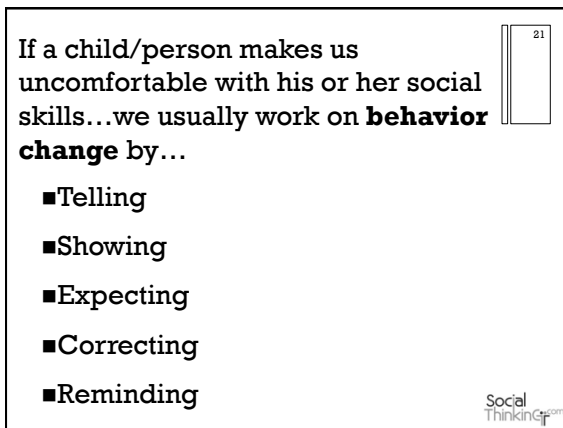 21
If a child/person makes us
uncomfortable with his or her social
skills…we usually work on behavior
change by…
■Telling
■Showing
■Expecting
■Correcting
■Reminding
Social
Thinking
.com